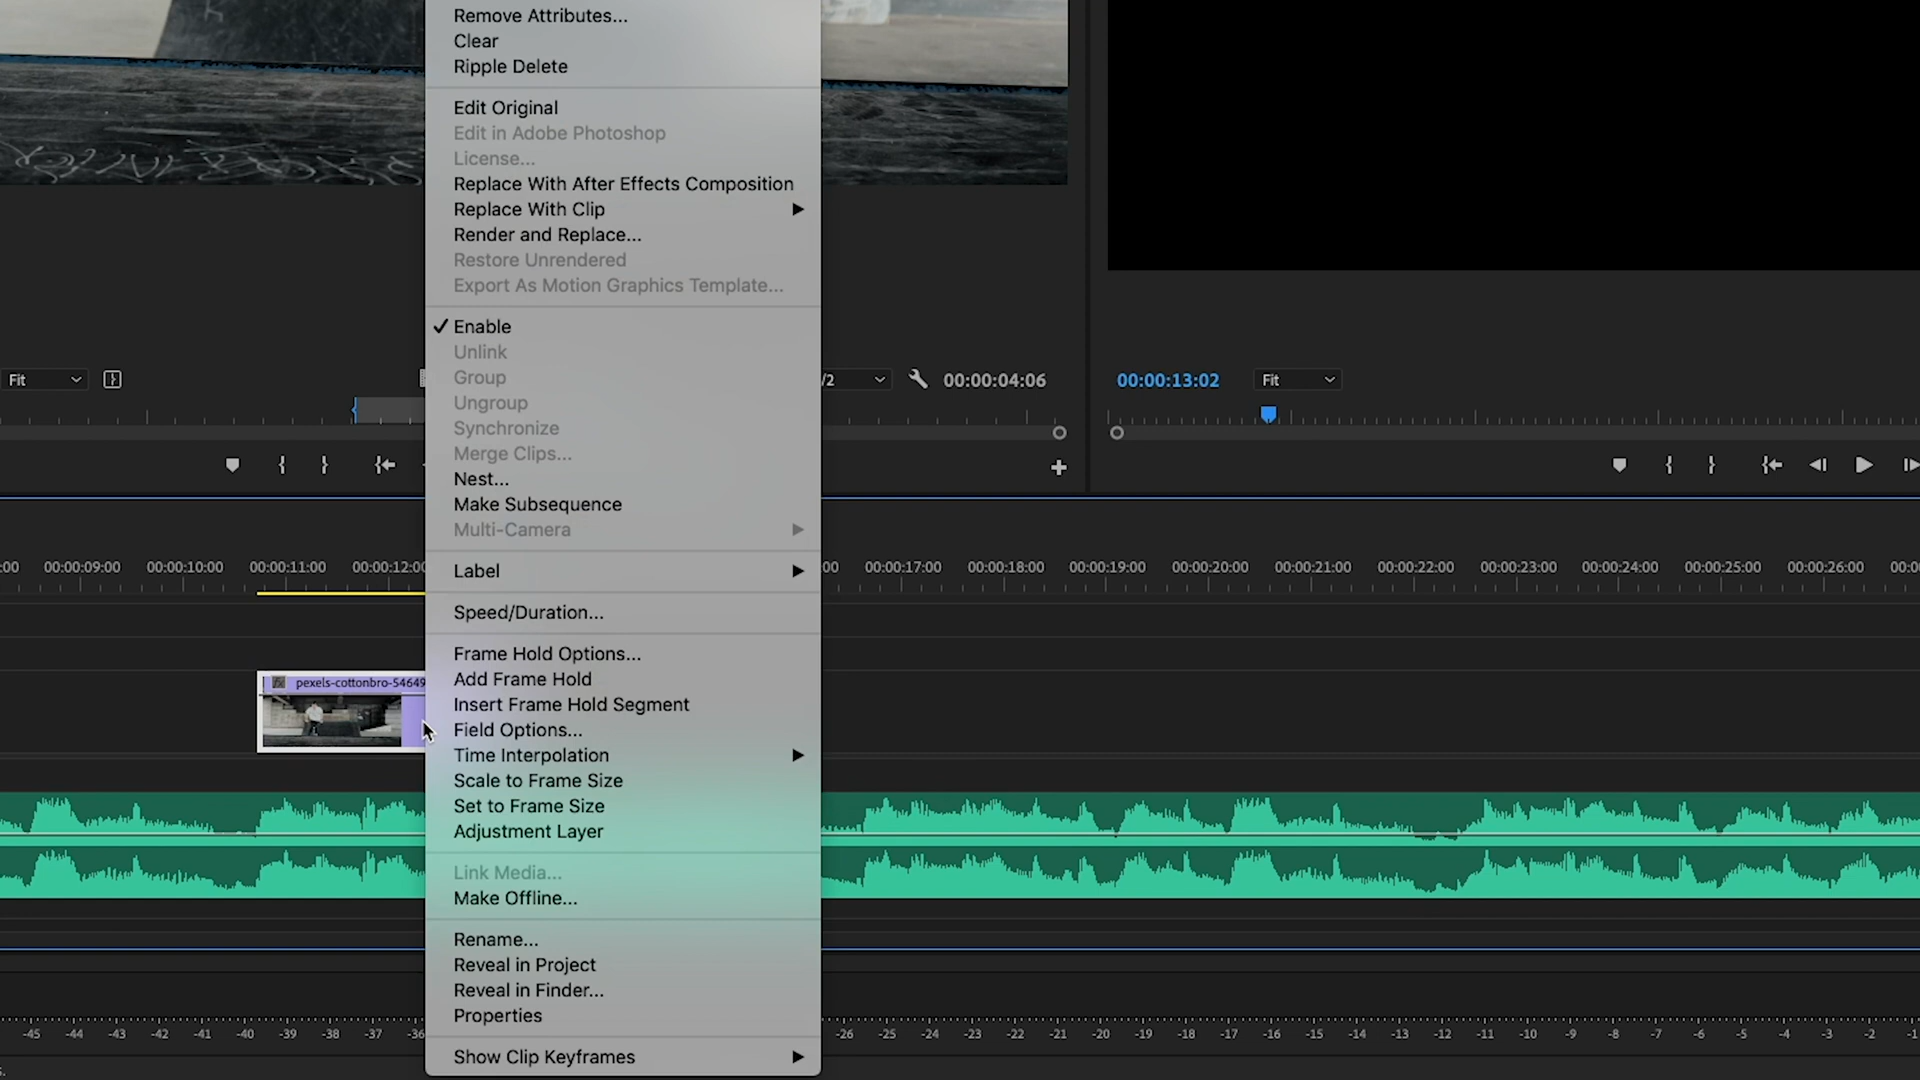 Remove Attributes...
Clear
Ripple Delete
Edit Original
Edit in Adobe Photoshop
License...
Replace With After Effects Composition
Replace With Clip
Render and Replace...
Restore Unrendered
Export As Motion Graphics Template...
Enable
Unlink
Group
Ungroup
Synchronize
Merge Clips...
Nest...
Make Subsequence
Multi-Camera
Label
Speed/Duration...
Frame Hold Options...
Add Frame Hold
Insert Frame Hold Segment
Field Options...
Time Interpolation
Scale to Frame Size
Set to Frame Size
Adjustment Layer
Link Media...
Make Offline...
Rename...
Reveal in Project
Reveal in Finder...
Properties
Show Clip Keyframes
Fit
/2 00:00:04:06
00:00:13:02 Fit
:00 00:00:09:00 00:00:10:00 00:00:11:00 00:00:12:00 00 00:00:17:00 00:00:18:00 00:00:19:00 00:00:20:00 00:00:21:00 00:00:22:00 00:00:23:00 00:00:24:00 00:00:25:00 00:00:26:00 00:0
fx pexels-cottonbro-54649
-45 -44 -43 -42 -41 -40 -39 -38 -37 -36 -26 -25 -24 -23 -22 -21 -20 -19 -18 -17 -16 -15 -14 -13 -12 -11 -10 -9 -8 -7 -6 -5 -4 -3 -2 -1
s.